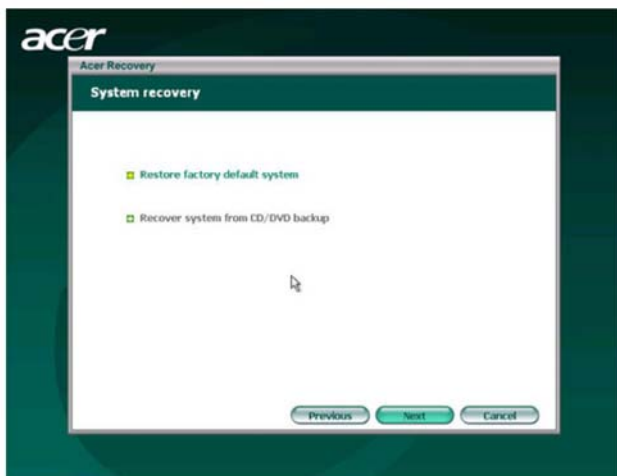 acer
Acer Recovery
System recovery
Restore factory default system
Recover system from CD/DVD backup
Previous Next Cancel